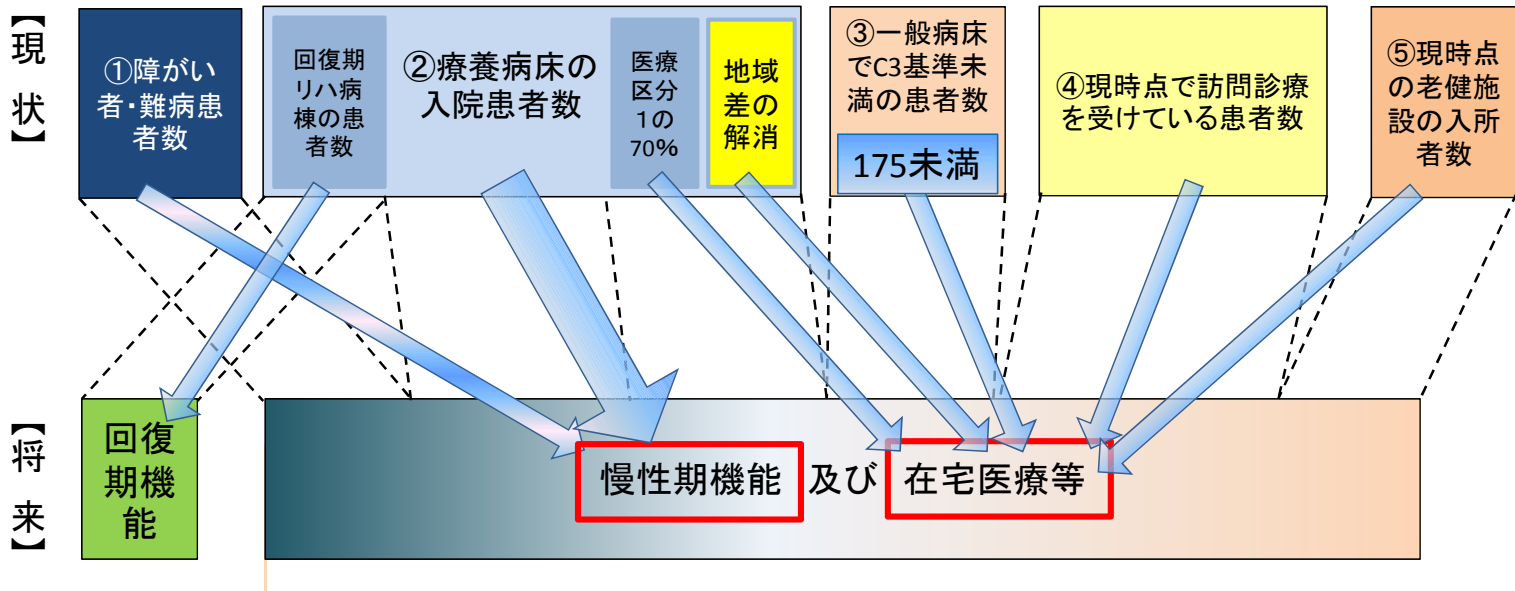 【現状】
①障がい
者・難病患
者数
回復期
リハ病
棟の患
者数
②療養病床の
入院患者数
医療
区分
1の
70%
地域
差の
解消
③一般病床
でC3基準未
満の患者数
175未満
④現時点で訪問診療
を受けている患者数
⑤現時点
の老健施
設の入所
者数
【将来】
回復
期機
能
慢性期機能 及び 在宅医療等